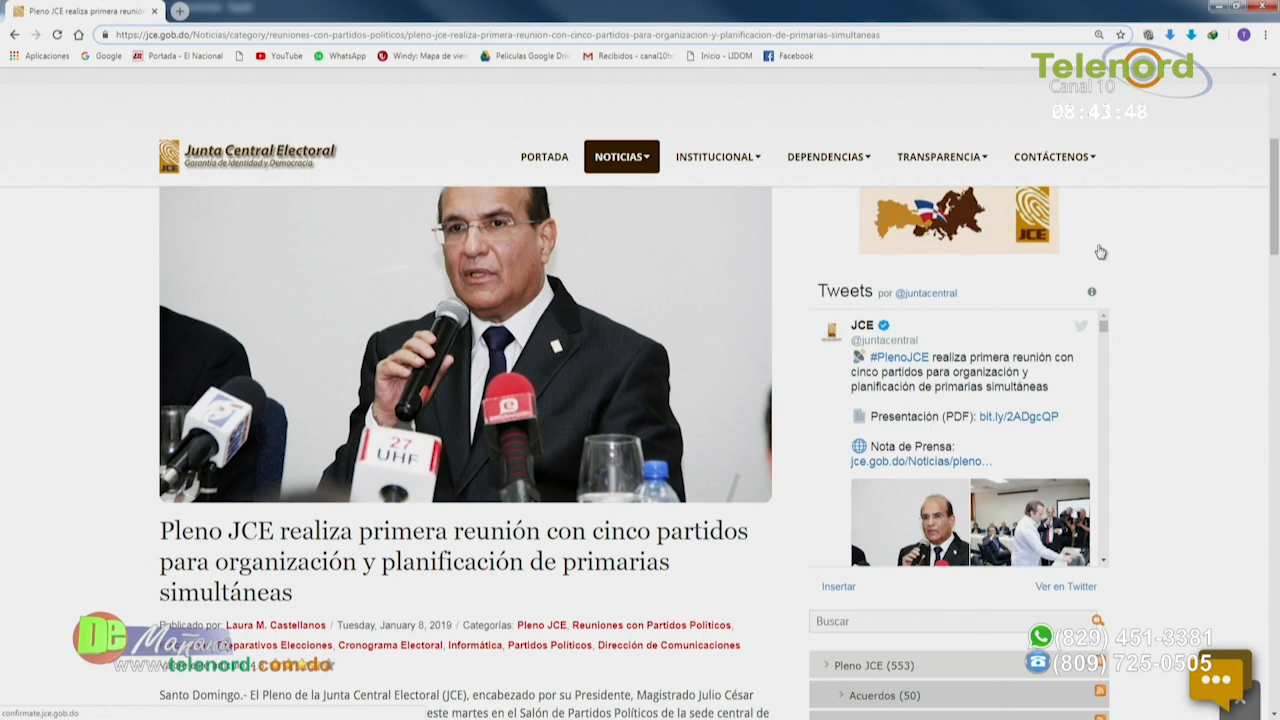 Pleno JCE realiza primera reunión
https://jce.gob.do/Noticias/category/reuniones-con-partidos-politicos/pleno-jce-realiza-primera-reunion-con-cinco-partidos-para-organizacion-y-planificacion-de-primarias-simultaneas
Aplicaciones Google Portada - El Nacional YouTube WhatsApp Windy: Mapa de vien Peliculas Google Driv Recibidos - canal10te Inicio - LIDOM Facebook
Telenord
Canal 10
08:43:48
Junta Central Electoral
Garantía de Identidad y Democracia
JCE
PORTADA NOTICIAS INSTITUCIONAL DEPENDENCIAS TRANSPARENCIA CONTÁCTENOS
JCE
27
UHF
Tweets por @juntacentral
JCE
@juntacentral
#PlenoJCE realiza primera reunión con
cinco partidos para organización y
planificación de primarias simultáneas
Presentación (PDF): bit.ly/2ADgcQP
Nota de Prensa:
jce.gob.do/Noticias/pleno…
Insertar Ver en Twitter
Pleno JCE realiza primera reunión con cinco partidos
para organización y planificación de primarias
simultáneas
Publicado por: Laura M. Castellanos / Tuesday, January 8, 2019 / Categorías: Pleno JCE, Reuniones con Partidos Políticos,
Preparativos Elecciones, Cronograma Electoral, Informática, Partidos Políticos, Dirección de Comunicaciones
De Mañana
www.telenord.com.do
Santo Domingo.- El Pleno de la Junta Central Electoral (JCE), encabezado por su Presidente, Magistrado Julio César
este martes en el Salón de Partidos Políticos de la sede central de
confirmate.jce.gob.do
Buscar
(829) 451-3381
(809) 725-0505
Pleno JCE (553)
Acuerdos (50)